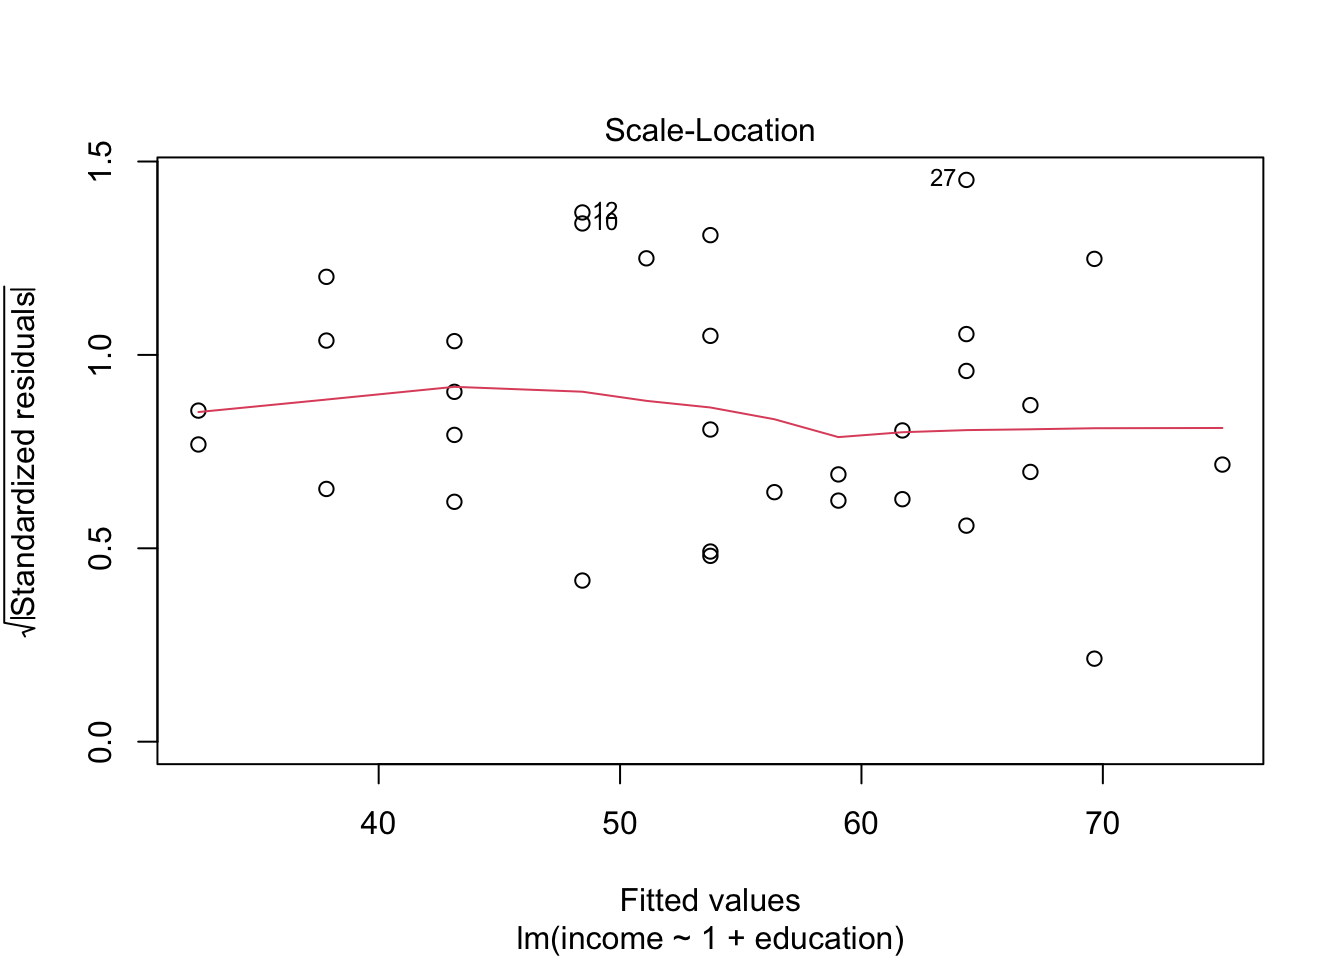 Scale-Location
√|Standardized residuals|
1.5
1.0
0.5
0.0
27
12
10
40 50 60 70
Fitted values
lm(income ~ 1 + education)